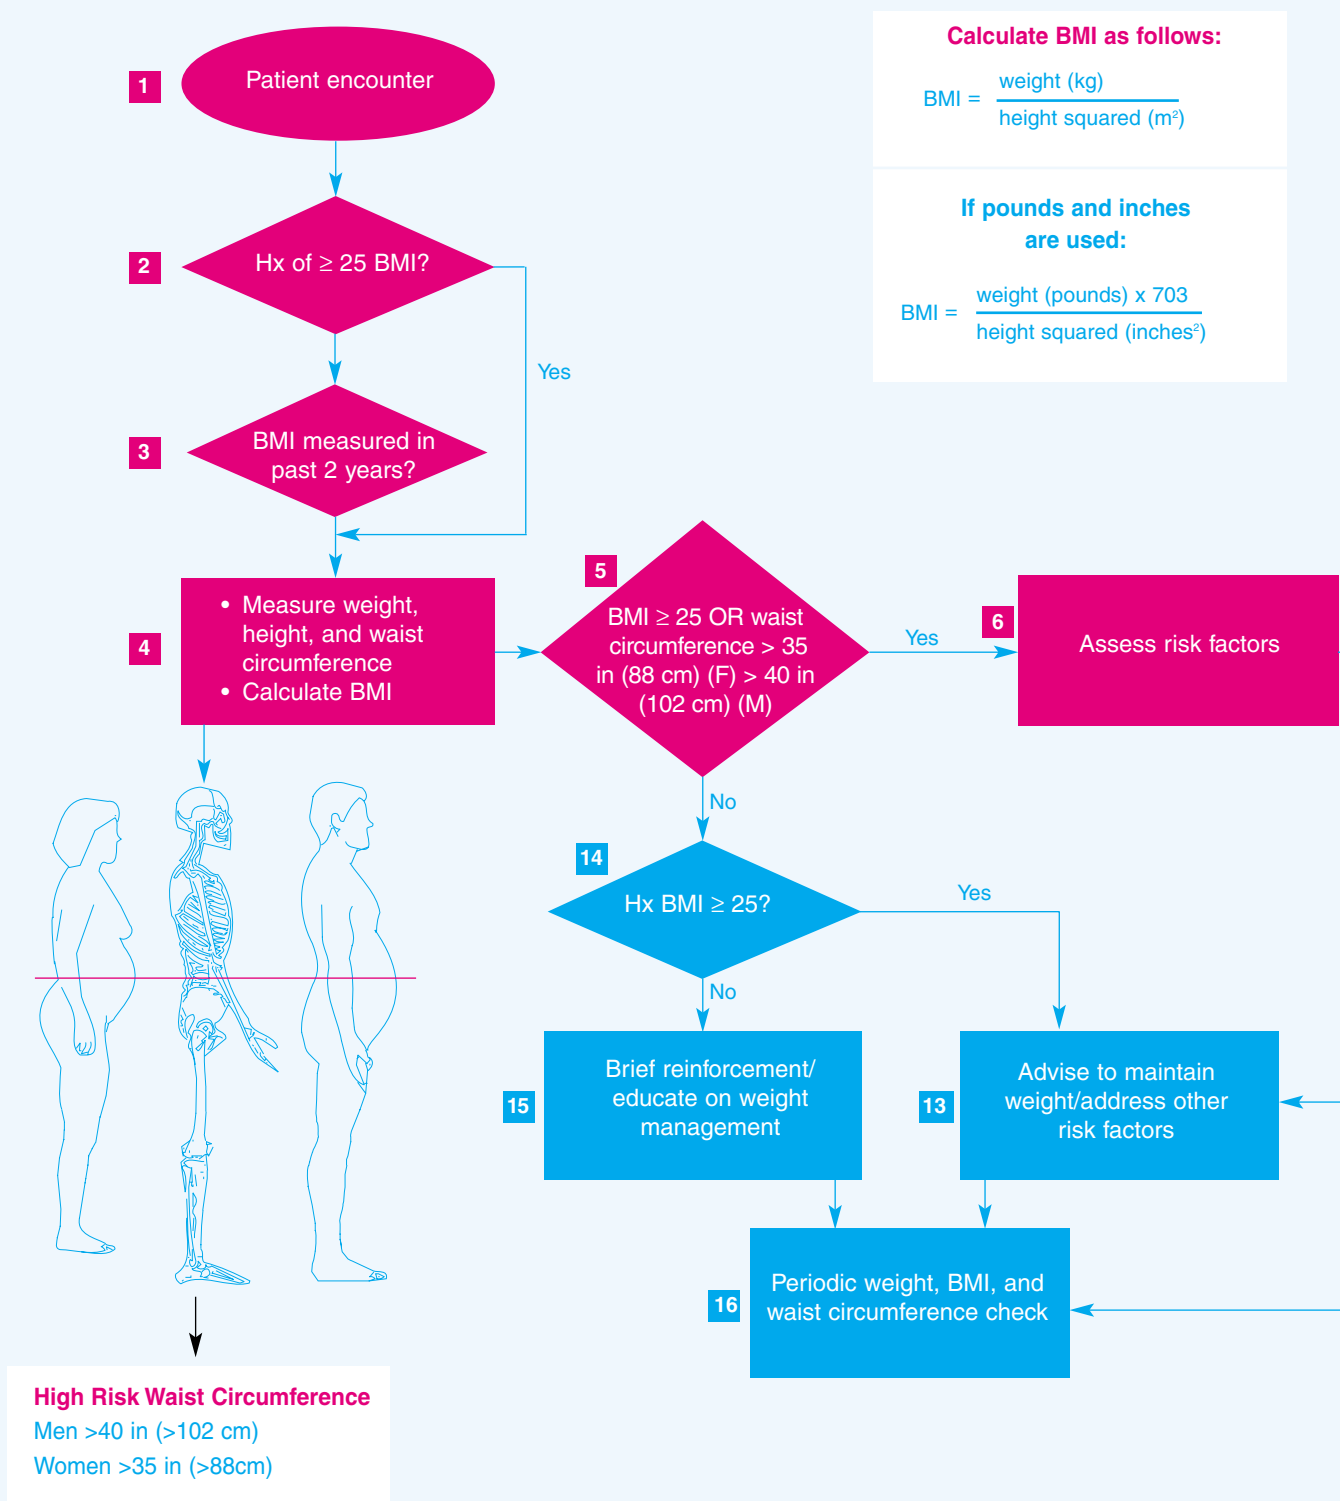 Calculate BMI as follows:
BMI =
weight (kg)
height squared (m²)
If pounds and inches
are used:
BMI =
weight (pounds) x 703
height squared (inches²)
1
Patient encounter
2
Hx of ≥ 25 BMI?
Yes
3
BMI measured in
past 2 years?
4
• Measure weight,
height, and waist
circumference
• Calculate BMI
5
BMI ≥ 25 OR waist
circumference > 35
in (88 cm) (F) > 40 in
(102 cm) (M)
Yes
6
Assess risk factors
No
14
Hx BMI ≥ 25?
Yes
No
15
Brief reinforcement/
educate on weight
management
13
Advise to maintain
weight/address other
risk factors
16
Periodic weight, BMI, and
waist circumference check
High Risk Waist Circumference
Men >40 in (>102 cm)
Women >35 in (>88cm)